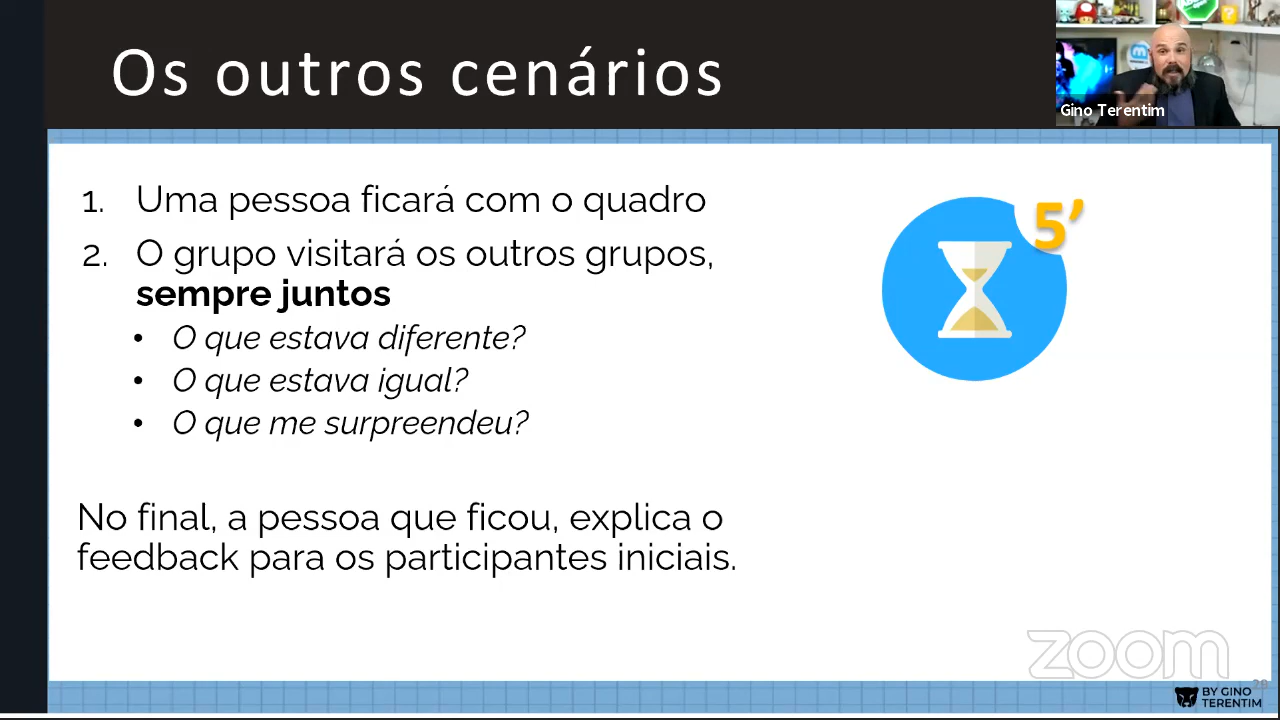 Os outros cenários
Gino Terentim
1. Uma pessoa ficará com o quadro
2. O grupo visitará os outros grupos,
sempre juntos
• O que estava diferente?
• O que estava igual?
• O que me surpreendeu?
5’
No final, a pessoa que ficou, explica o
feedback para os participantes iniciais.
zoom
BY GINO
TERENTIM